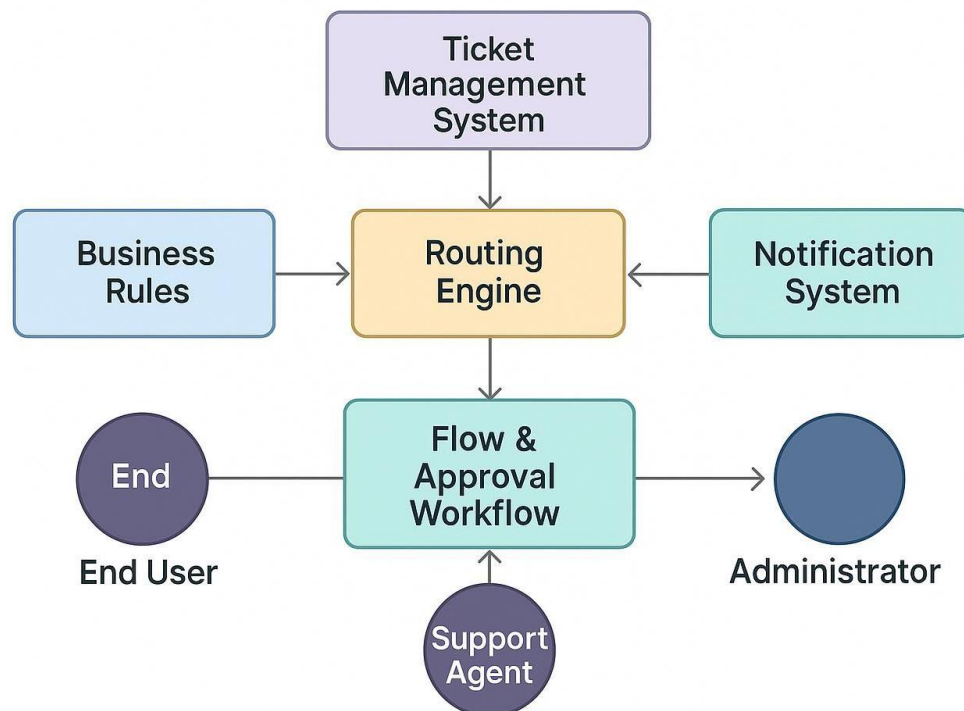 Ticket
Management
System
Business
Rules
Routing
Engine
Notification
System
Flow &
Approval
Workflow
End
End User
Administrator
Support
Agent